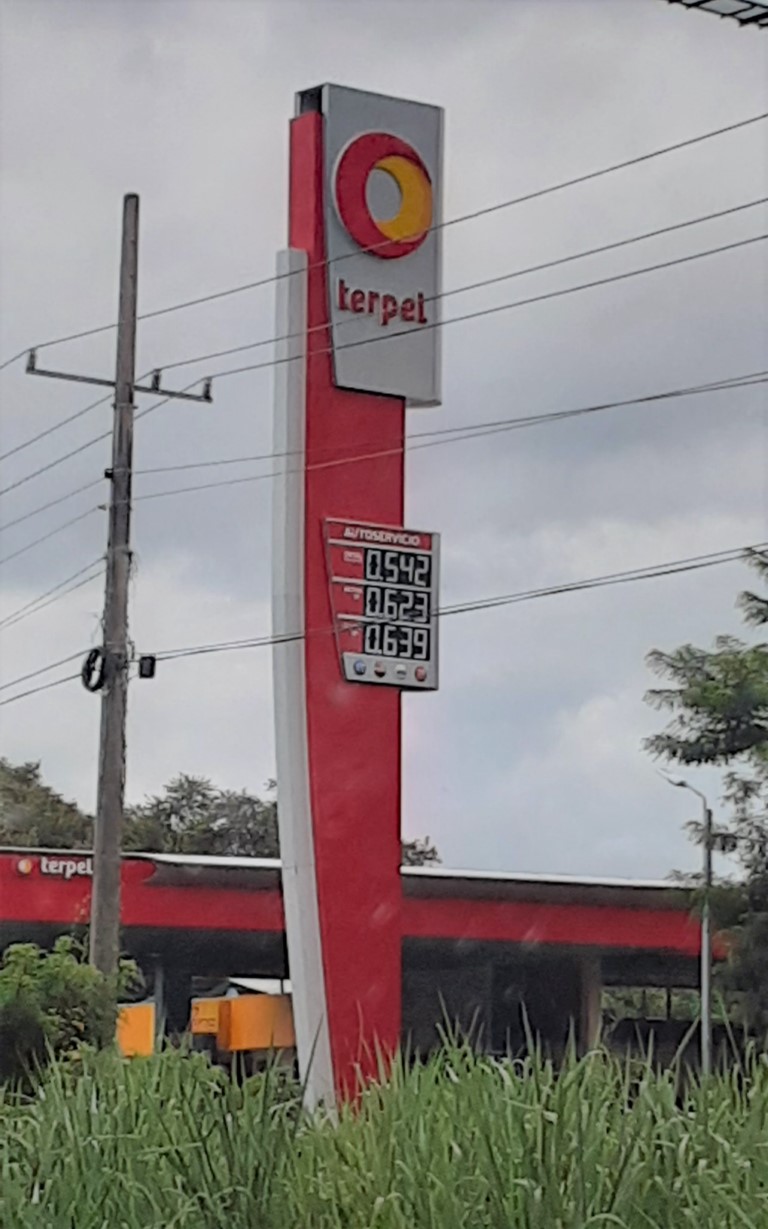 terpel
AUTOSERVICIO
0.542
0.623
0.639
terpel